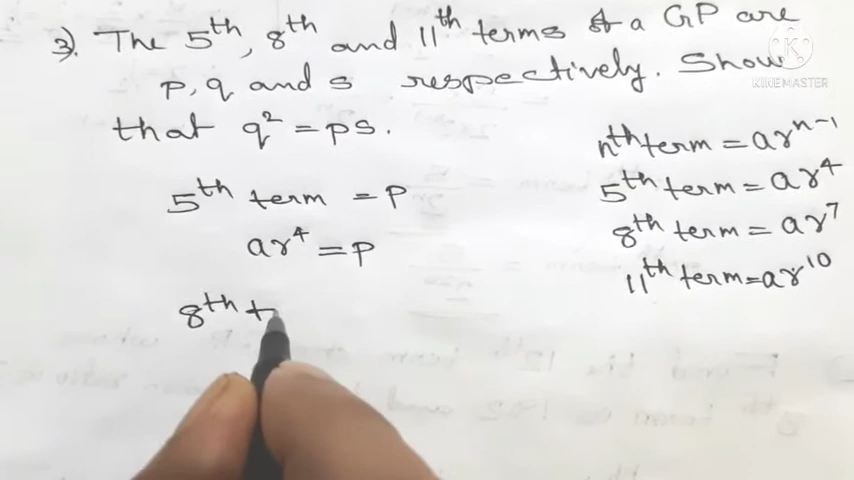 3). The 5th, 8th and 11th terms of a GP are
p, q and s respectively. Show
that q² = ps.
nth term = ar^n-1
5th term = p
5th term = ar⁴
ar⁴ = p
8th term = ar⁷
11th term = ar¹⁰
8th t
K
KINEMASTER